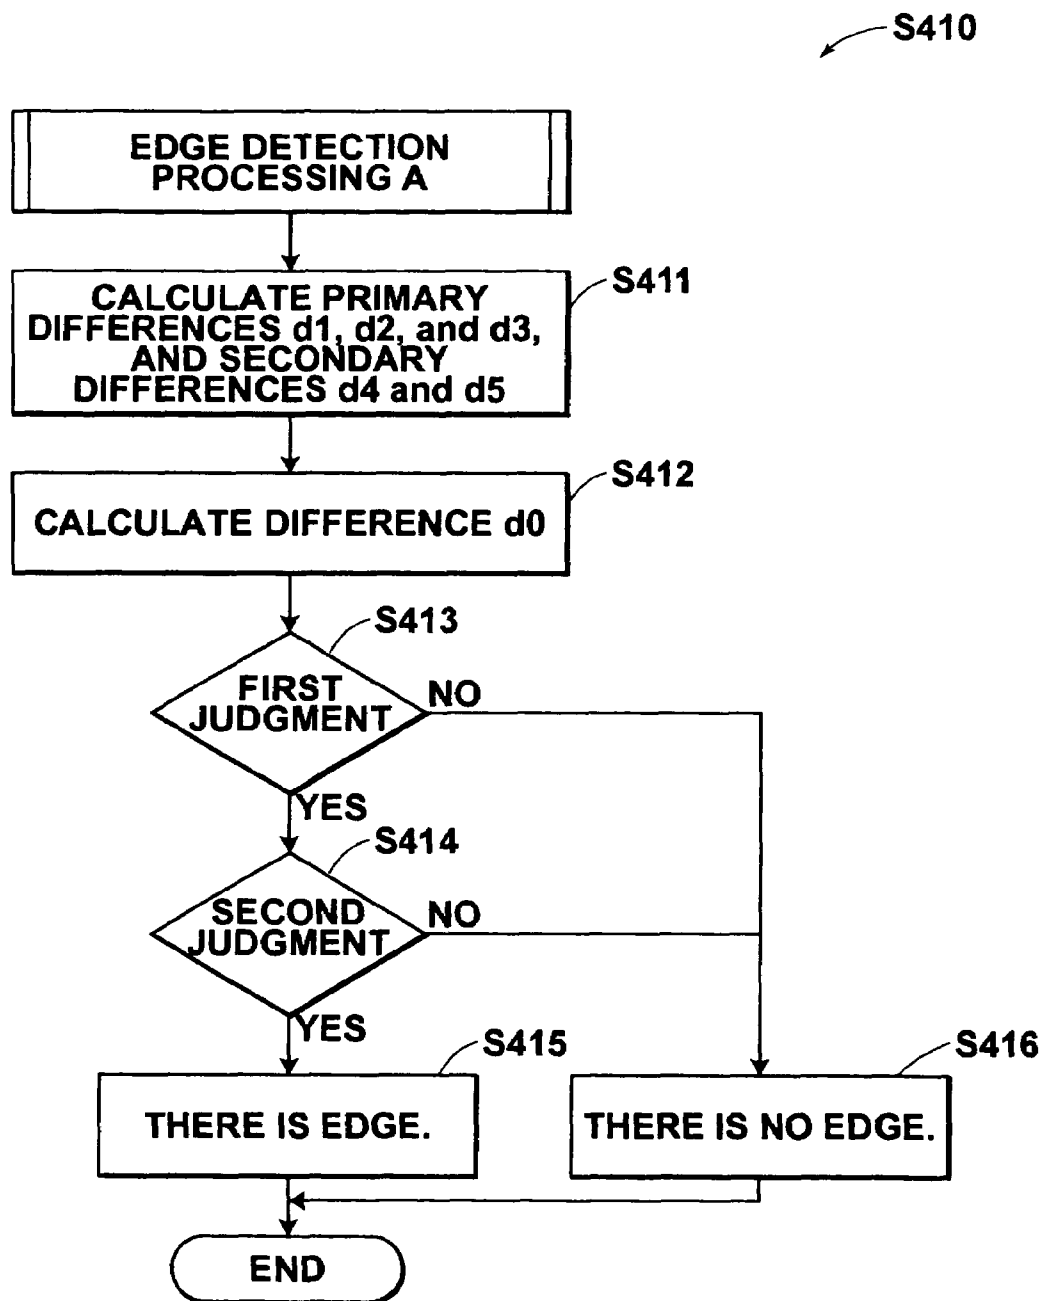 S410
EDGE DETECTION
PROCESSING A
S411
CALCULATE PRIMARY
DIFFERENCES d1, d2, and d3,
AND SECONDARY
DIFFERENCES d4 and d5
S412
CALCULATE DIFFERENCE d0
S413
FIRST
JUDGMENT
NO
YES
S414
SECOND
JUDGMENT
NO
YES
S415
THERE IS EDGE.
S416
THERE IS NO EDGE.
END